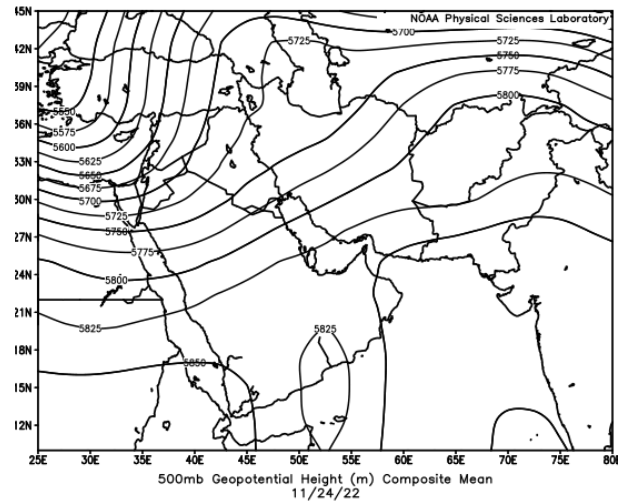 NOAA Physical Sciences Laboratory
45N
42N
39N
36N
33N
30N
27N
24N
21N
18N
15N
12N
5700
5725
5750
5775
5800
5550
5575
5600
5625
5650
5675
5700
5725
5750
5775
5800
5825
5850
5825
25E 30E 35E 40E 45E 50E 55E 60E 65E 70E 75E 80E
500mb Geopotential Height (m) Composite Mean
11/24/22